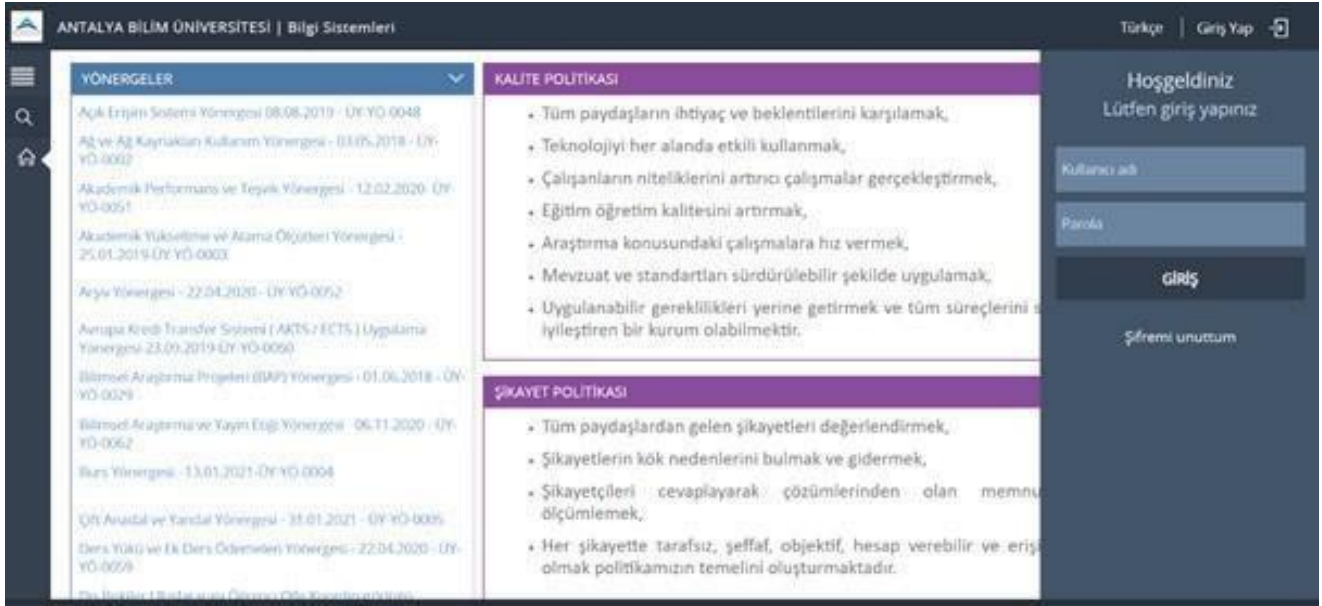 ANTALYA BİLİM ÜNİVERSİTESİ | Bilgi Sistemleri
Türkçe | Giriş Yap
YÖNERGELER
Açık Erişim Sistemi Yönergesi 08.08.2019 - ÜY-YÖ-0048
Ağ ve Ağ Kaynakları Kullanım Yönergesi - 03.05.2018 - ÜY-
YÖ-0002
Akademik Performans ve Teşvik Yönergesi - 12.02.2020- ÜY-
YÖ-0051
Akademik Yükseltme ve Atama Ölçütleri Yönergesi -
25.01.2019-ÜY-YÖ-0003
Arşiv Yönergesi - 22.04.2020 - ÜY-YÖ-0052
Avrupa Kredi Transfer Sistemi ( AKTS / ECTS ) Uygulama
Yönergesi-23.09.2019-ÜY-YÖ-0060
Bilimsel Araştırma Projeleri (BAP) Yönergesi - 01.06.2018 - ÜY-
YÖ-0029
Bilimsel Araştırma ve Yayın Etiği Yönergesi - 06.11.2020 - ÜY-
YÖ-0062
Burs Yönergesi - 13.01.2021-ÜY-YÖ-0004
Çift Anadal ve Yandal Yönergesi - 31.01.2021 - ÜY-YÖ-0005
Ders Yükü ve Ek Ders Ödemeleri Yönergesi - 22.04.2020 - ÜY-
YÖ-0059
KALİTE POLİTİKASI
• Tüm paydaşların ihtiyaç ve beklentilerini karşılamak,
• Teknolojiyi her alanda etkili kullanmak,
• Çalışanların niteliklerini artırıcı çalışmalar gerçekleştirmek,
• Eğitim öğretim kalitesini artırmak,
• Araştırma konusundaki çalışmalara hız vermek,
• Mevzuat ve standartları sürdürülebilir şekilde uygulamak,
• Uygulanabilir gereklilikleri yerine getirmek ve tüm süreçlerini s
iyileştiren bir kurum olabilmektir.
ŞİKAYET POLİTİKASI
• Tüm paydaşlardan gelen şikayetleri değerlendirmek,
• Şikayetlerin kök nedenlerini bulmak ve gidermek,
• Şikayetçileri cevaplayarak çözümlerinden olan memnu
ölçümlemek,
• Her şikayette tarafsız, şeffaf, objektif, hesap verebilir ve eriş
olmak politikamızın temelini oluşturmaktadır.
Hoşgeldiniz
Lütfen giriş yapınız
Kullanıcı adı
Parola
GİRİŞ
Şifremi unuttum